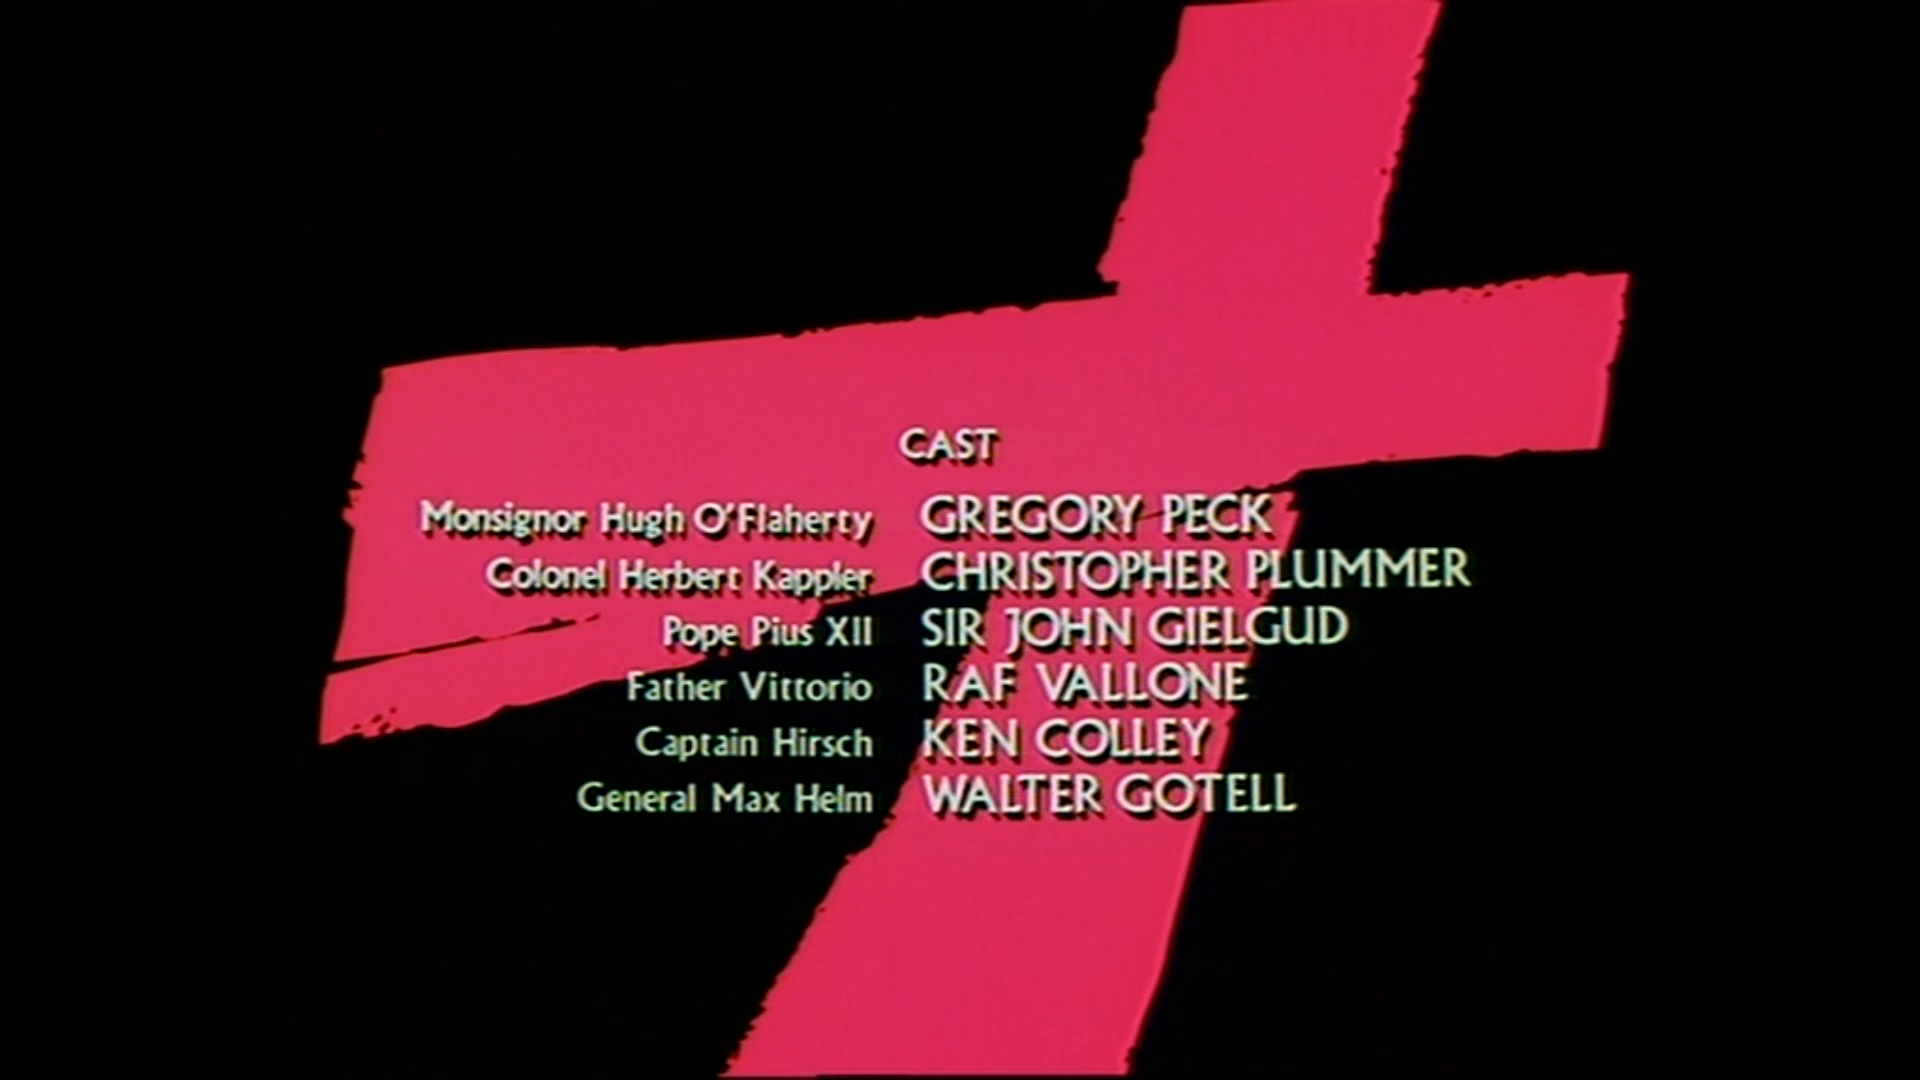 CAST
Monsignor Hugh O'Flaherty GREGORY PECK
Colonel Herbert Kappler CHRISTOPHER PLUMMER
Pope Pius XII SIR JOHN GIELGUD
Father Vittorio RAF VALLONE
Captain Hirsch KEN COLLEY
General Max Helm WALTER GOTELL